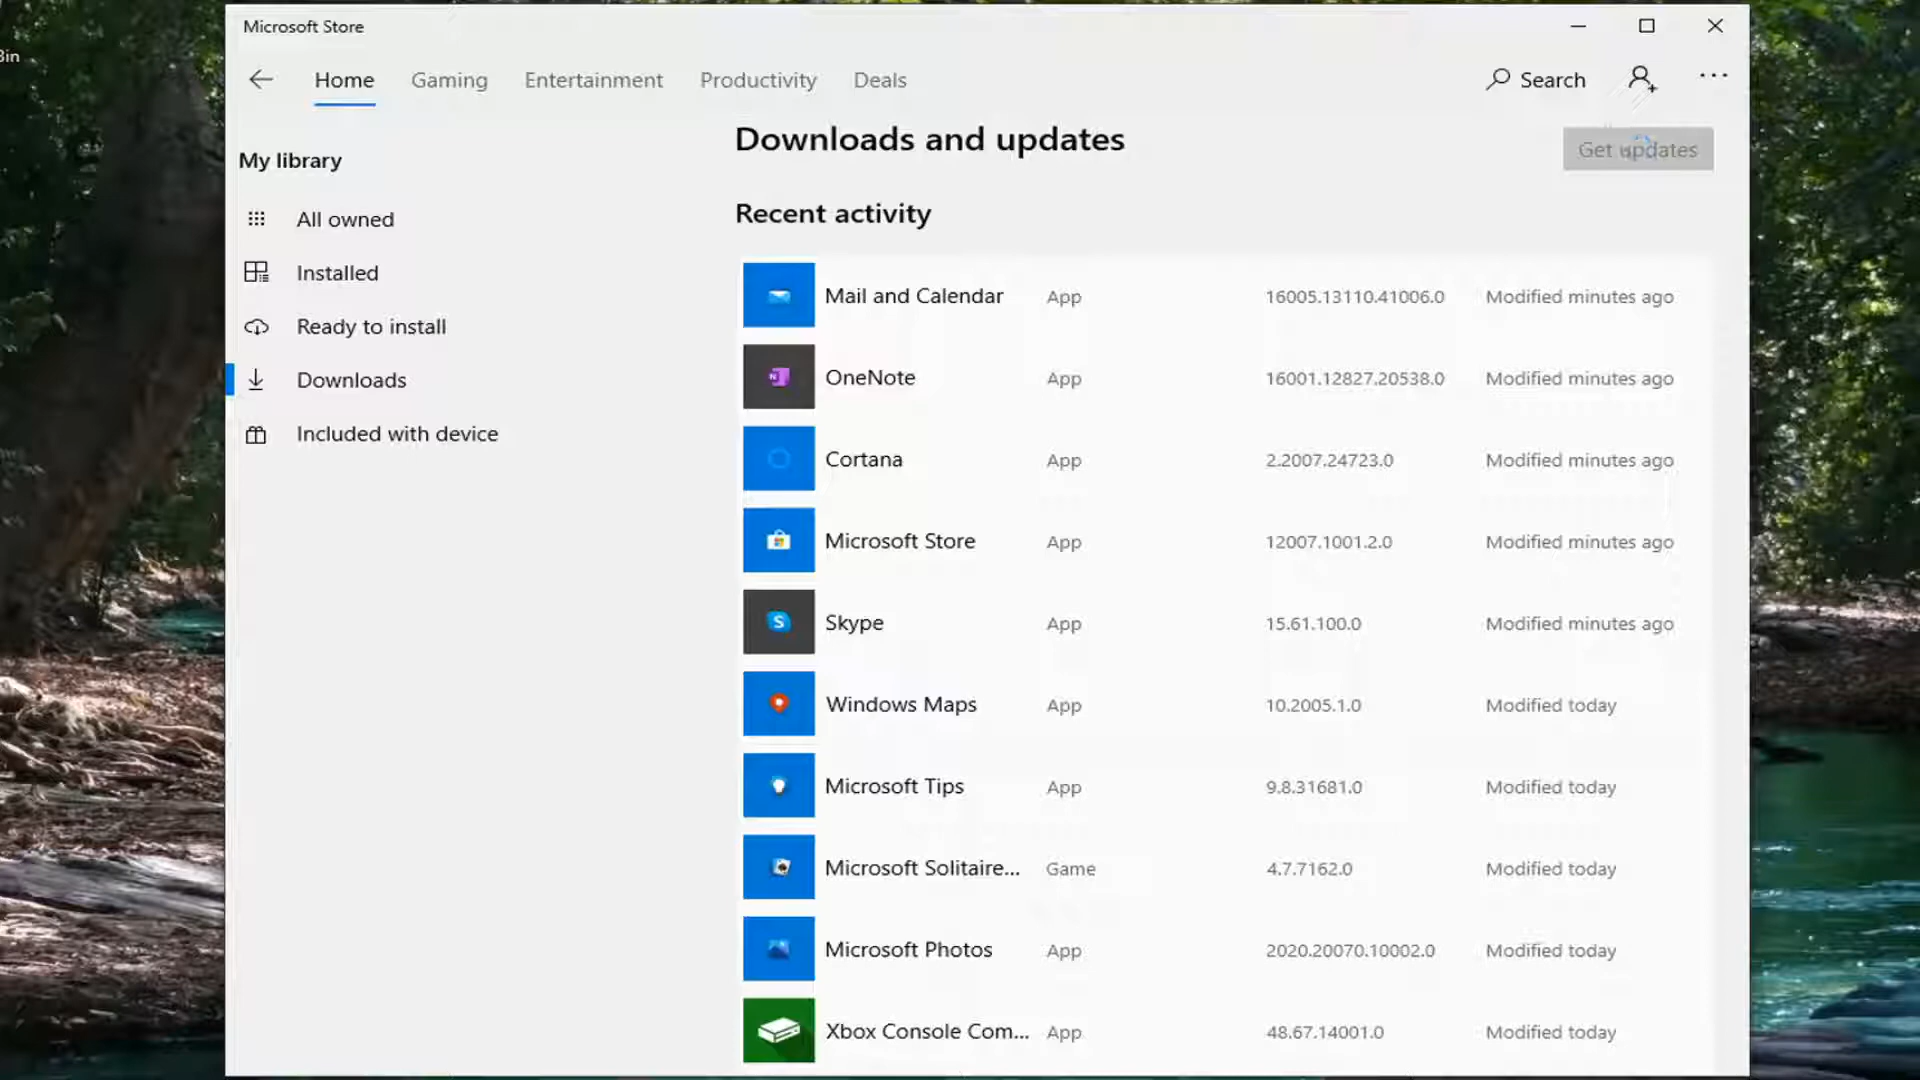 Bin
Microsoft Store
Home Gaming Entertainment Productivity Deals Search
Downloads and updates
Get updates
My library
All owned
Installed
Ready to install
Downloads
Included with device
Recent activity
Mail and Calendar App 16005.13110.41006.0 Modified minutes ago
OneNote App 16001.12827.20538.0 Modified minutes ago
Cortana App 2.2007.24723.0 Modified minutes ago
Microsoft Store App 12007.1001.2.0 Modified minutes ago
Skype App 15.61.100.0 Modified minutes ago
Windows Maps App 10.2005.1.0 Modified today
Microsoft Tips App 9.8.31681.0 Modified today
Microsoft Solitaire... Game 4.7.7162.0 Modified today
Microsoft Photos App 2020.20070.10002.0 Modified today
Xbox Console Com... App 48.67.14001.0 Modified today